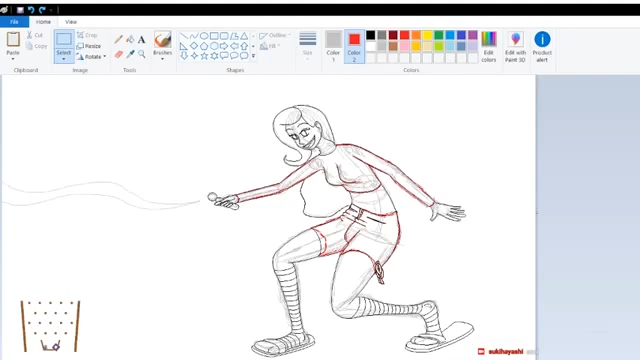 File Home View
Paste
Cut
Copy
Clipboard
Select
Crop
Resize
Rotate
Image
Tools
Brushes
Shapes
Outline
Fill
Size
Color 1
Color 2
Colors
Edit colors
Edit with Paint 3D
Product alert
sukihayashi